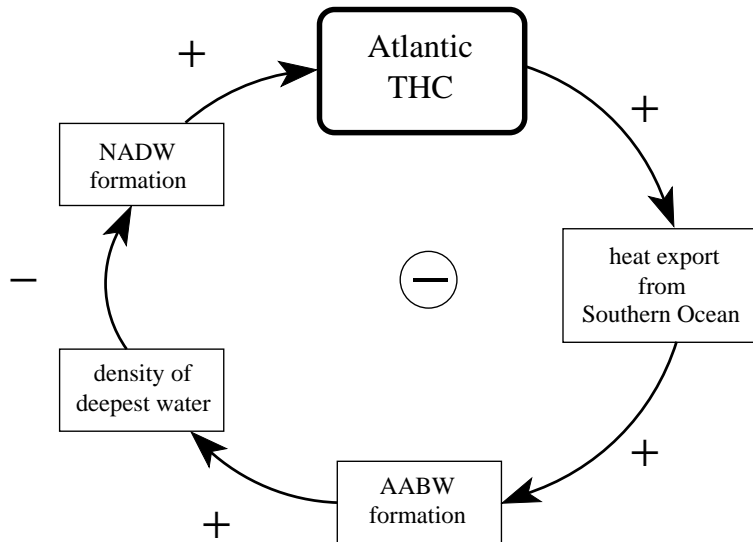 Atlantic
THC
+
+
NADW
formation
heat export
from
Southern Ocean
−
−
density of
deepest water
+
AABW
formation
+